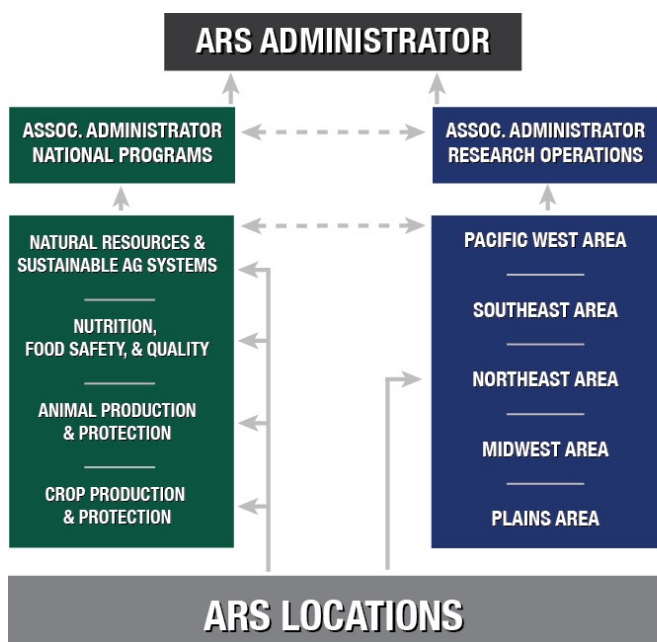 ARS ADMINISTRATOR
ASSOC. ADMINISTRATOR
NATIONAL PROGRAMS
ASSOC. ADMINISTRATOR
RESEARCH OPERATIONS
NATURAL RESOURCES &
SUSTAINABLE AG SYSTEMS
NUTRITION,
FOOD SAFETY, & QUALITY
ANIMAL PRODUCTION
& PROTECTION
CROP PRODUCTION
& PROTECTION
PACIFIC WEST AREA
SOUTHEAST AREA
NORTHEAST AREA
MIDWEST AREA
PLAINS AREA
ARS LOCATIONS